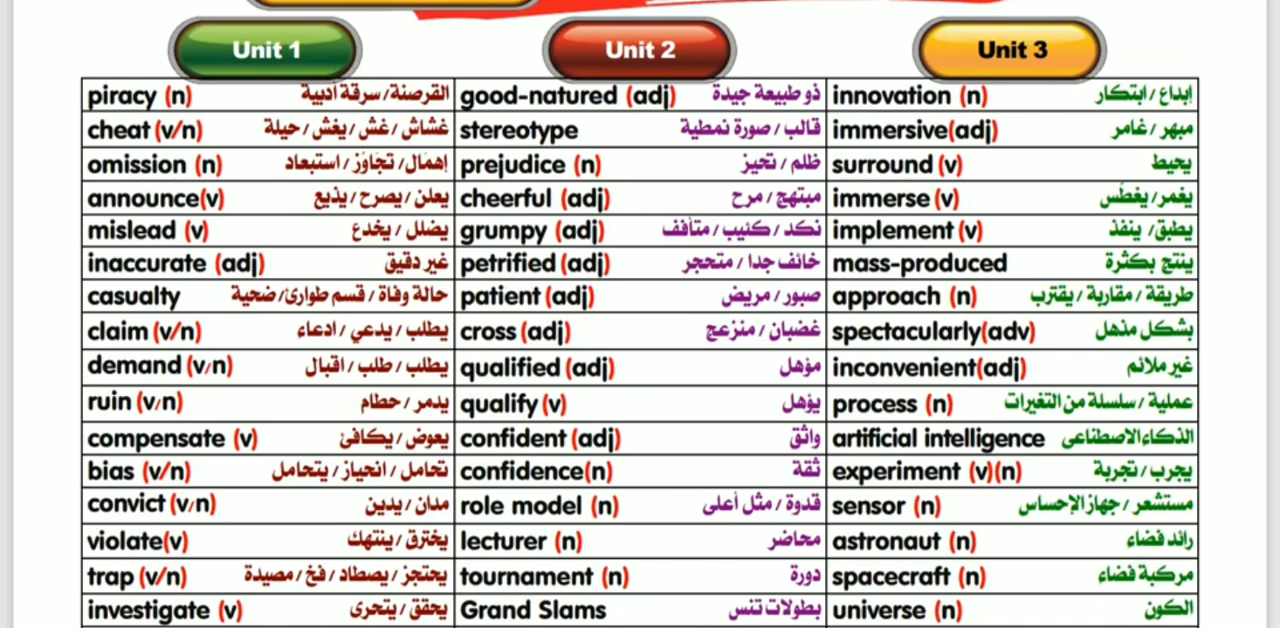 Unit 1 Unit 2 Unit 3
piracy (n) القرصنة/سرقة أدبية good-natured (adj) ذو طبيعة جيدة innovation (n) إبداع/ابتكار
cheat (v/n) غشاش/غش/يغش/حيلة stereotype قالب/صورة نمطية immersive(adj) مبهر/غامر
omission (n) إهمال/تجاوز/استبعاد prejudice (n) ظلم/تحيز surround (v) يحيط
announce(v) يعلن/يصرح/يذيع cheerful (adj) مبتهج/مرح immerse (v) يغمر/يغطس
mislead (v) يضلل/يخدع grumpy (adj) نكد/كئيب/متأفف implement (v) يطبق/ينفذ
inaccurate (adj) غير دقيق petrified (adj) خائف جدا/متحجر mass-produced ينتج بكثرة
casualty حالة وفاة/قسم طوارئ/ضحية patient (adj) صبور/مريض approach (n) طريقة/مقاربة/يقترب
claim (v/n) يطلب/يدعي/ادعاء cross (adj) غضبان/منزعج spectacularly(adv) بشكل مذهل
demand (v/n) يطلب/طلب/اقبال qualified (adj) مؤهل inconvenient(adj) غير ملائم
ruin (v/n) يدمر/حطام qualify (v) يؤهل process (n) عملية/سلسلة من التغيرات
compensate (v) يعوض/يكافئ confident (adj) واثق artificial intelligence الذكاء الاصطناعى
bias (v/n) تحامل/انحياز/يتحامل confidence(n) ثقة experiment (v)(n) يجرب/تجربة
convict (v/n) مدان/يدين role model (n) قدوة/مثل أعلى sensor (n) مستشعر/جهاز الإحساس
violate(v) يخترق/ينتهك lecturer (n) محاضر astronaut (n) رائد فضاء
trap (v/n) يحتجز/يصطاد/فخ/مصيدة tournament (n) دورة spacecraft (n) مركبة فضاء
investigate (v) يحقق/يتحرى Grand Slams بطولات تنس universe (n) الكون